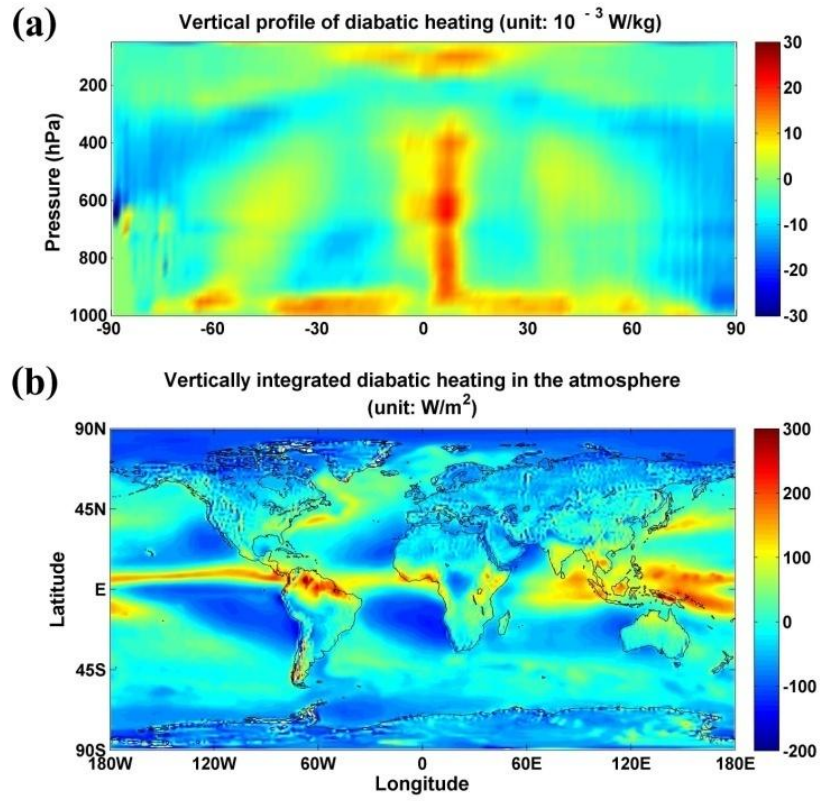 (a)
Vertical profile of diabatic heating (unit: 10 ⁻³ W/kg)
Pressure (hPa)
200
400
600
800
1000
-90 -60 -30 0 30 60 90
30
20
10
0
-10
-20
-30
(b)
Vertically integrated diabatic heating in the atmosphere
(unit: W/m²)
Latitude
90N
45N
E
45S
90S
180W 120W 60W 0 60E 120E 180E
Longitude
300
200
100
0
-100
-200